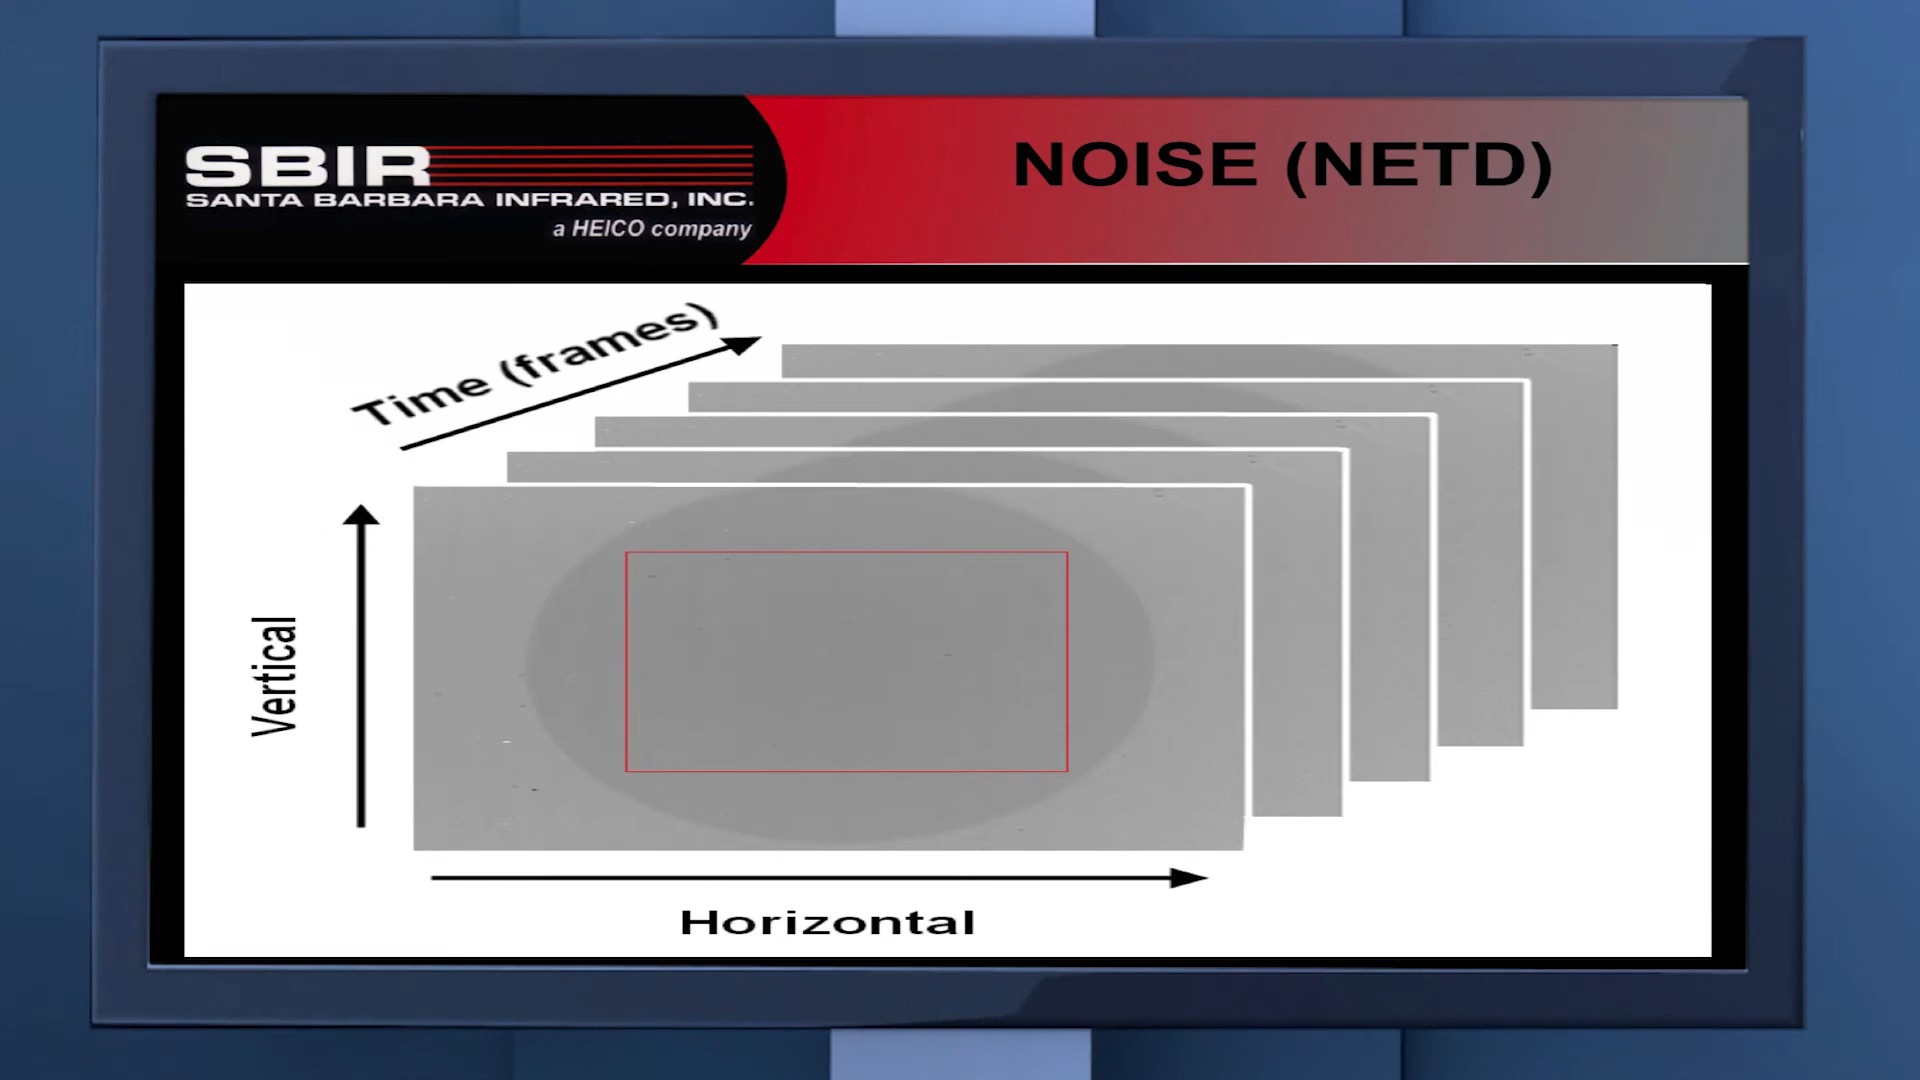 SBIR
SANTA BARBARA INFRARED, INC.
a HEICO company
NOISE (NETD)
Time (frames)
Vertical
Horizontal